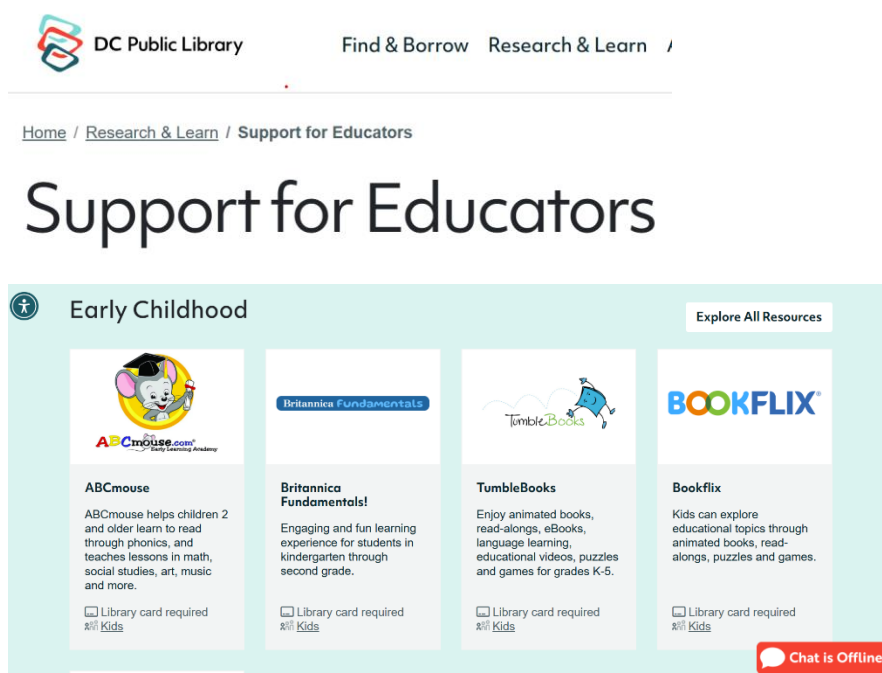 DC Public Library
Find & Borrow Research & Learn
Home / Research & Learn / Support for Educators
Support for Educators
Early Childhood
Explore All Resources
ABCmouse.com®
Early Learning Academy
Britannica Fundamentals
TumbleBooks
BOOKFLIX®
ABCmouse
ABCmouse helps children 2
and older learn to read
through phonics, and
teaches lessons in math,
social studies, art, music
and more.
Library card required
Kids
Britannica
Fundamentals!
Engaging and fun learning
experience for students in
kindergarten through
second grade.
Library card required
Kids
TumbleBooks
Enjoy animated books,
read-alongs, eBooks,
language learning,
educational videos, puzzles
and games for grades K-5.
Library card required
Kids
Bookflix
Kids can explore
educational topics through
animated books, read-
alongs, puzzles and games.
Library card required
Kids
Chat is Offline